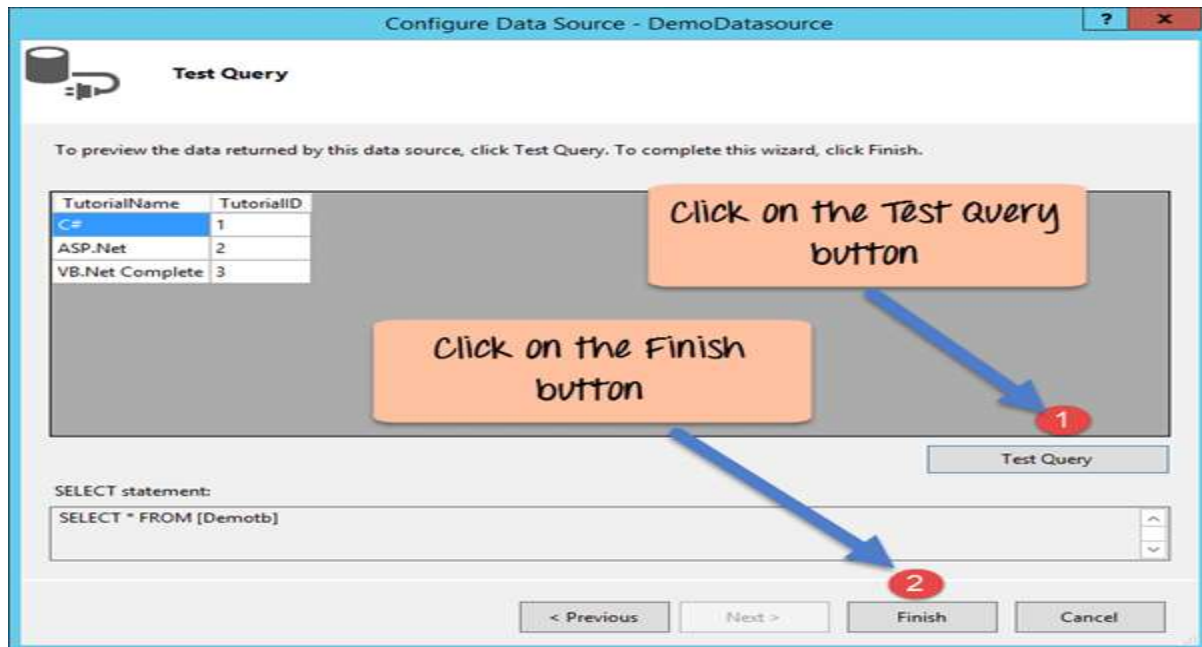 Configure Data Source - DemoDatasource
?
×
Test Query
To preview the data returned by this data source, click Test Query. To complete this wizard, click Finish.
TutorialName TutorialID
C# 1
ASP.Net 2
VB.Net Complete 3
Click on the Test Query
button
Click on the Finish
button
1
Test Query
SELECT statement:
SELECT * FROM [Demotb]
2
< Previous Next > Finish Cancel